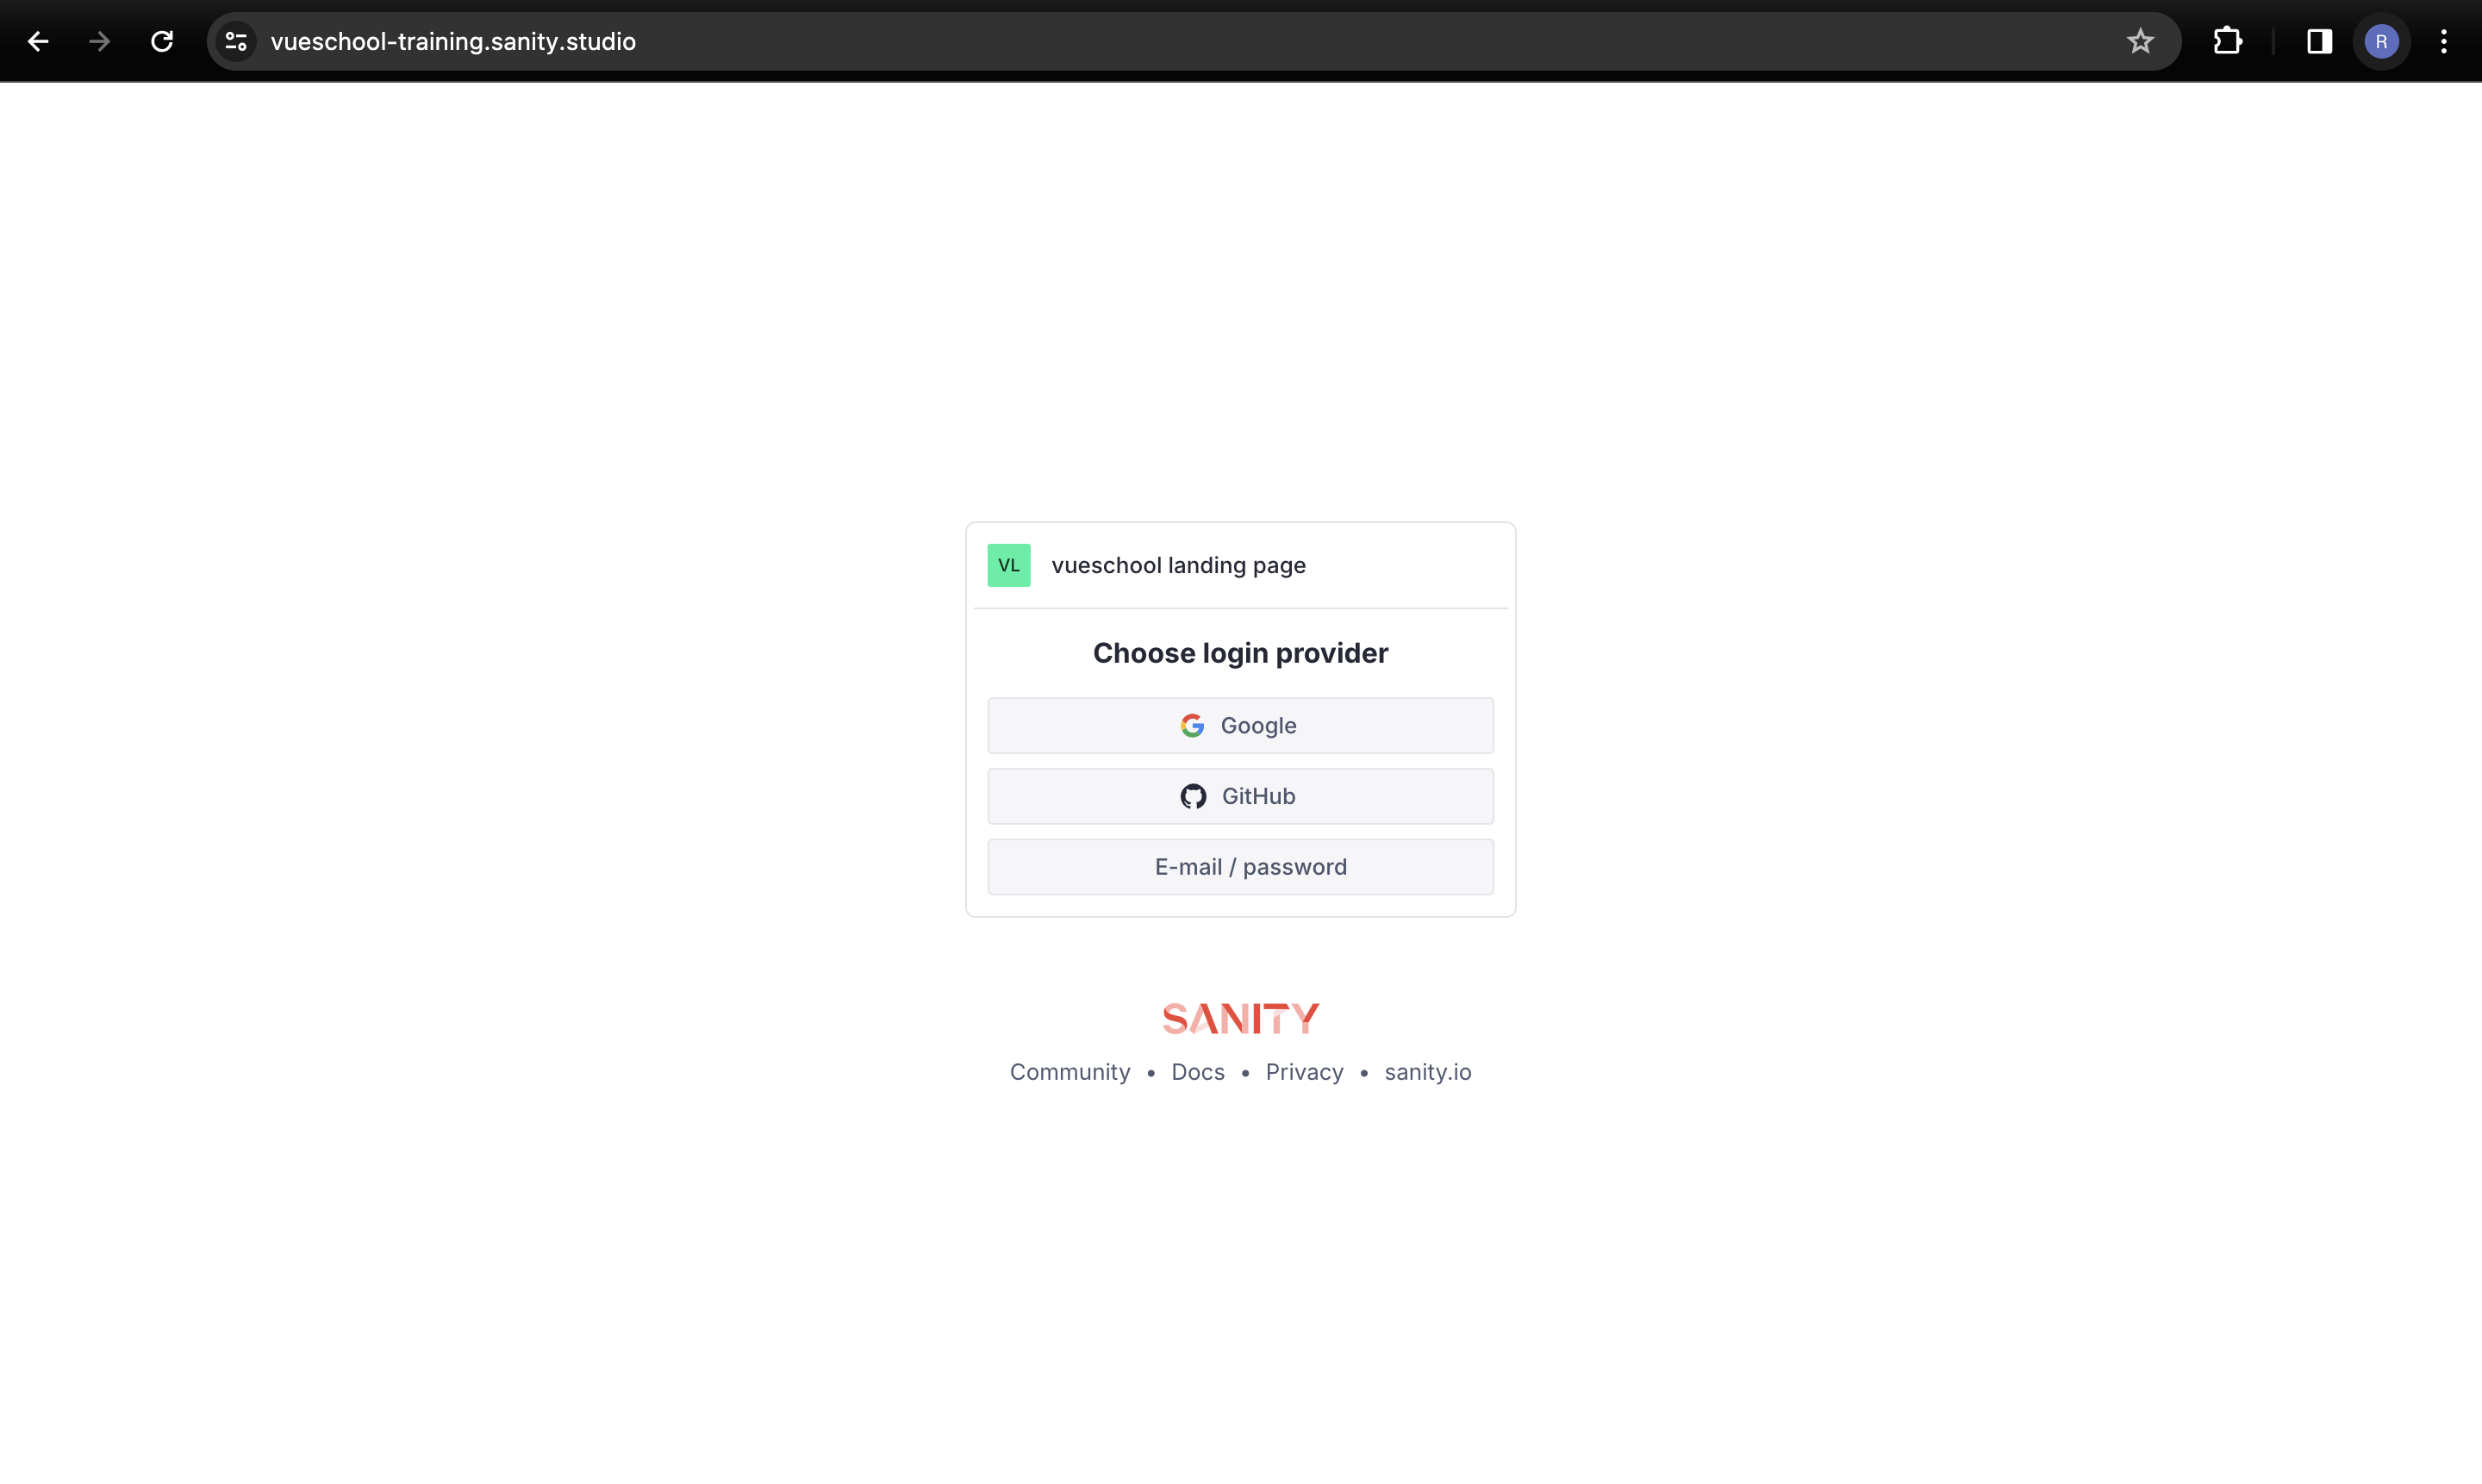 vueschool-training.sanity.studio
R
VL vueschool landing page
Choose login provider
Google
GitHub
E-mail / password
SANITY
Community • Docs • Privacy • sanity.io